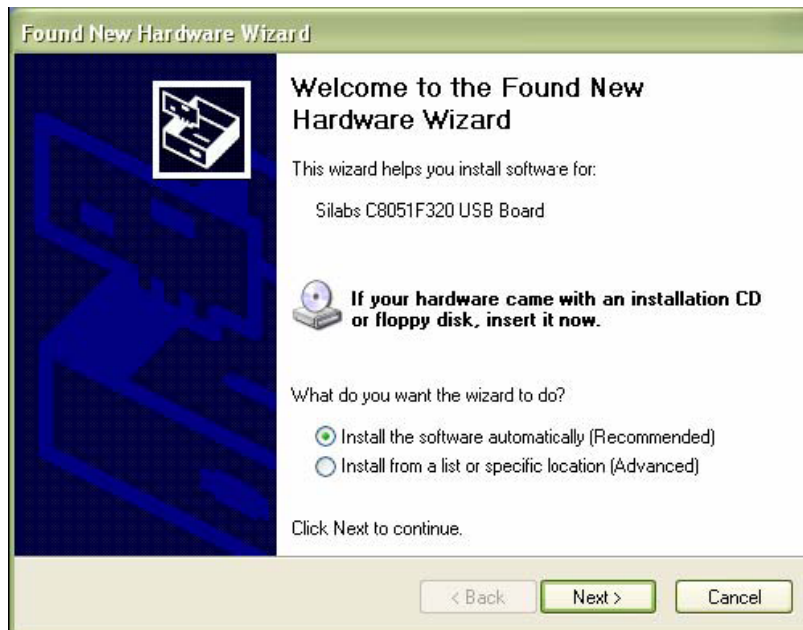 Found New Hardware Wizard
Welcome to the Found New
Hardware Wizard
This wizard helps you install software for:
Silabs C8051F320 USB Board
If your hardware came with an installation CD
or floppy disk, insert it now.
What do you want the wizard to do?
Install the software automatically (Recommended)
Install from a list or specific location (Advanced)
Click Next to continue.
< Back
Next >
Cancel